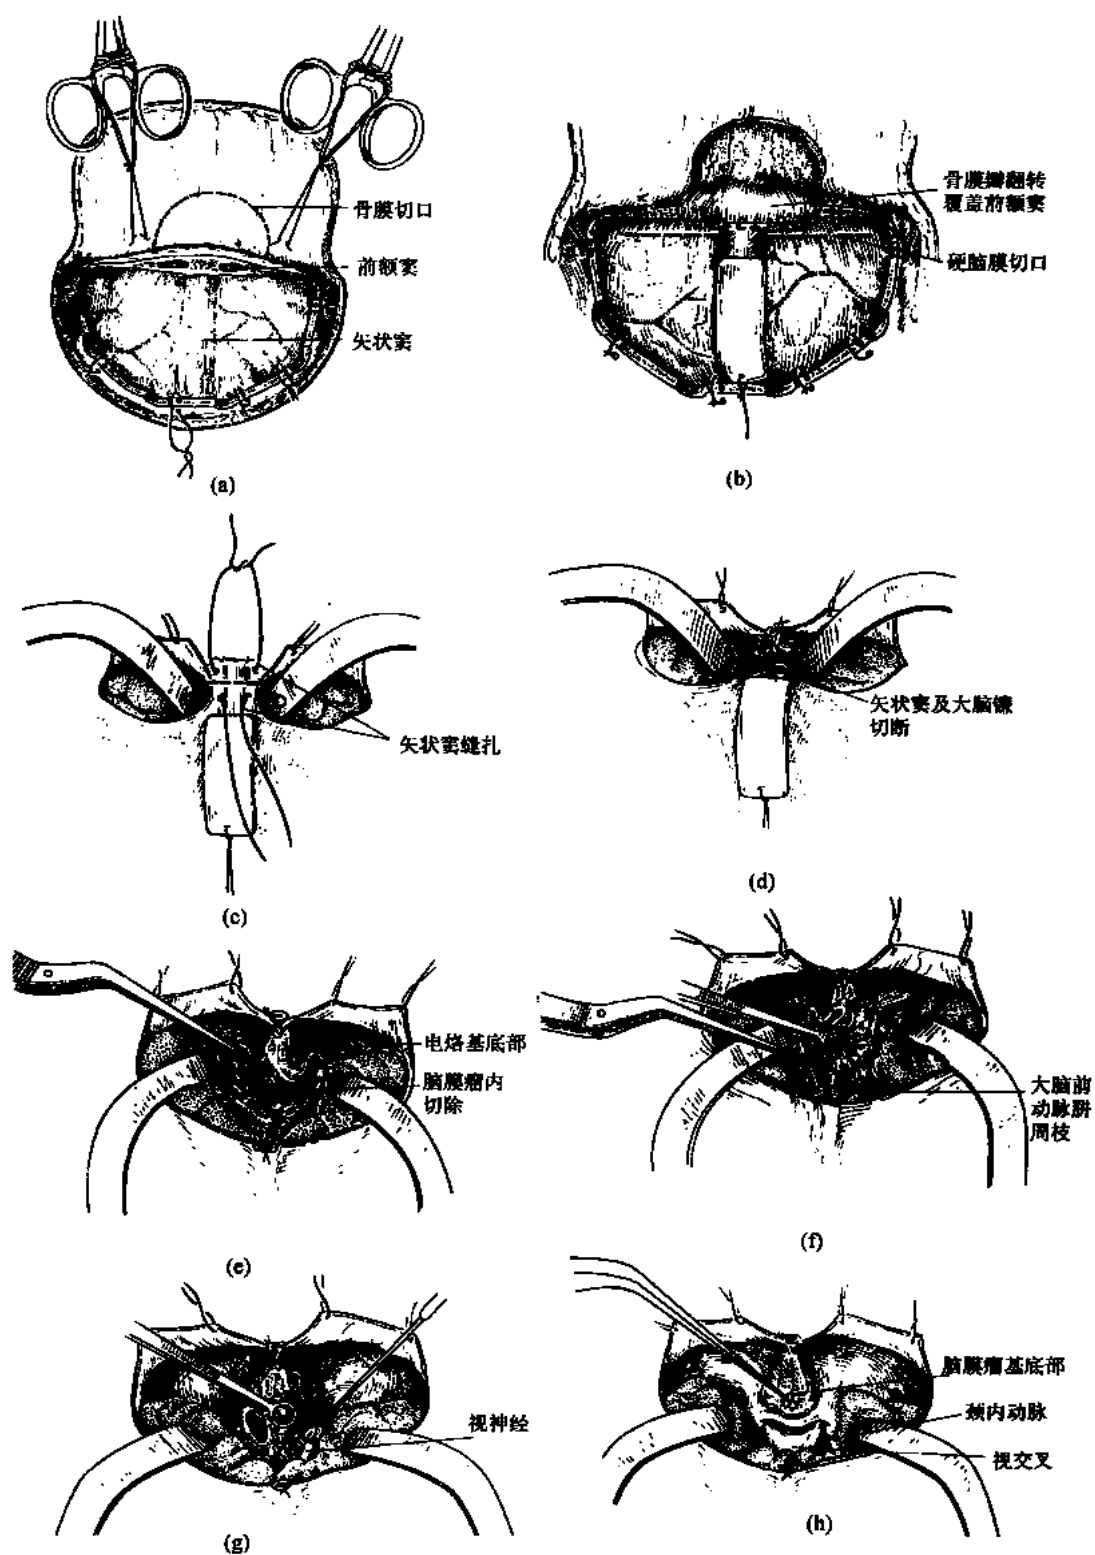 骨膜切口
前额窦
矢状窦
(a)
骨膜瓣翻转
覆盖前额窦
硬脑膜切口
(b)
矢状窦缝扎
(c)
矢状窦及大脑镰
切断
(d)
电烙基底部
脑膜瘤内
切除
(e)
大脑前
动脉胼
周枝
(f)
视神经
(g)
脑膜瘤基底部
颈内动脉
视交叉
(h)